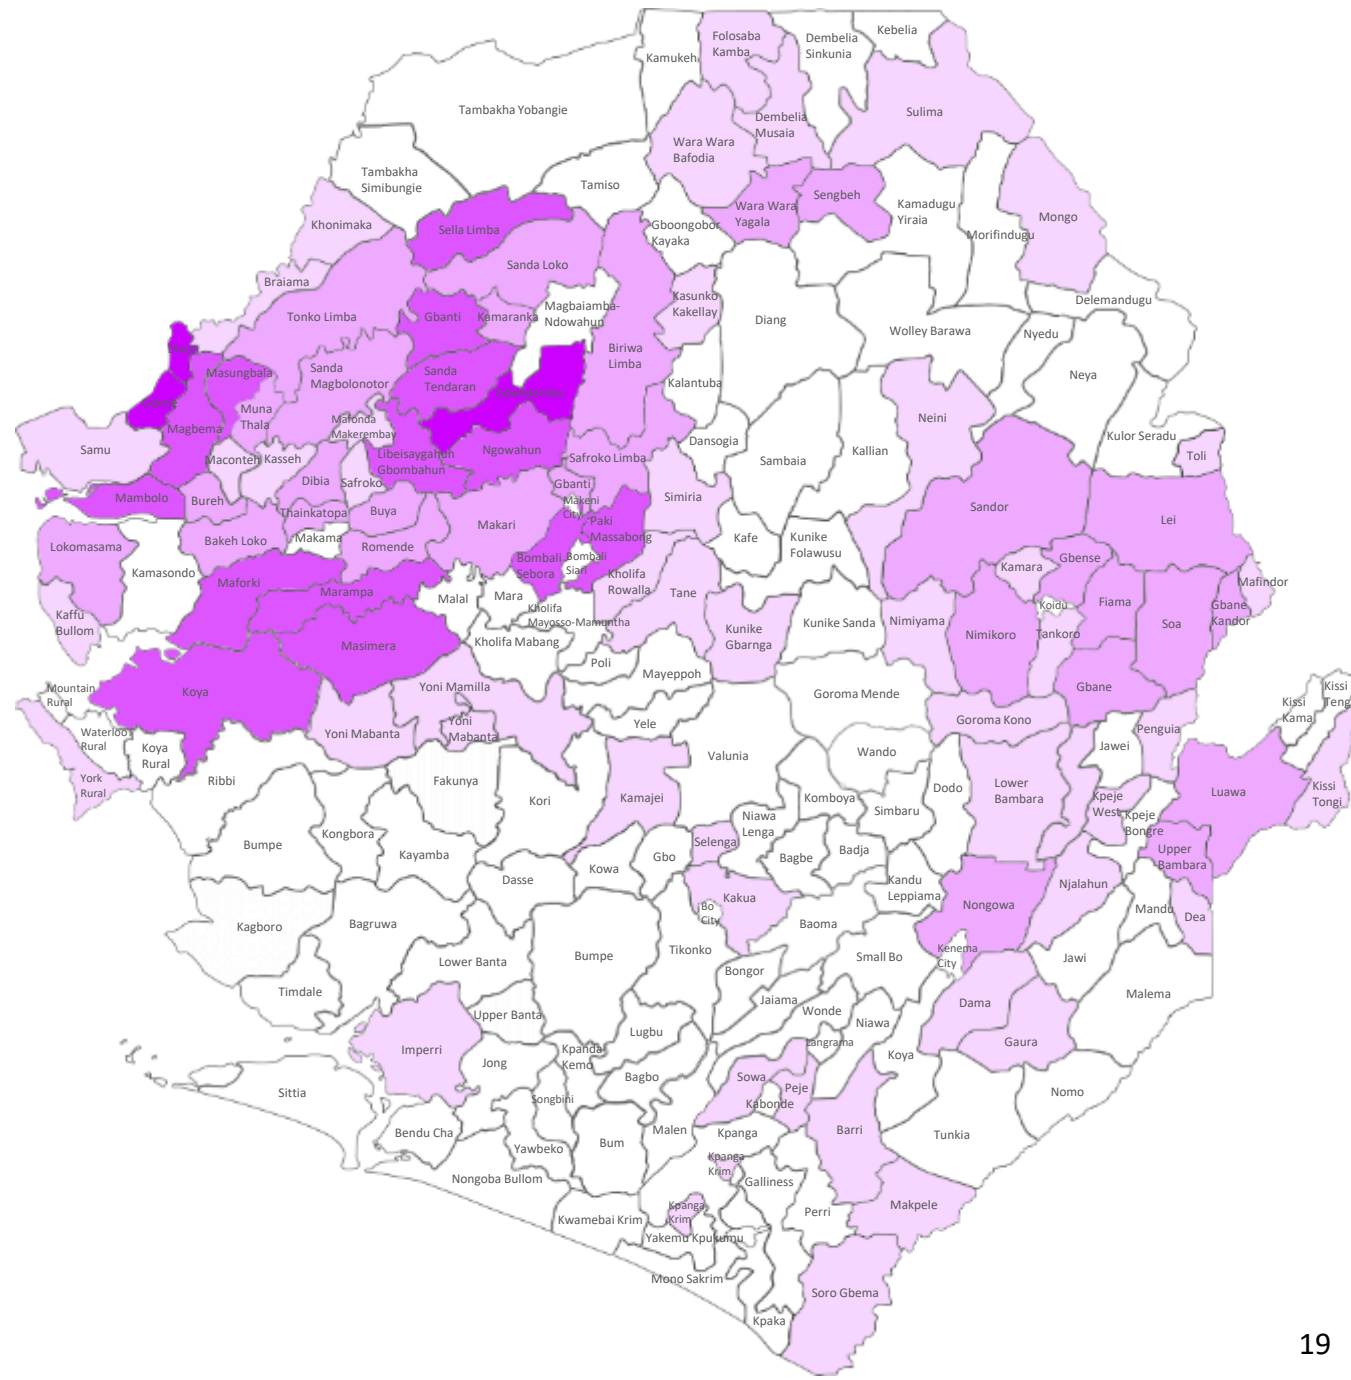 Folosaba
Kamba
Dembelia
Sinkunia
Kebelia
Kamukeh
Tambakha Yobangie
Sulima
Dembelia
Musaia
Wara Wara
Bafodia
Tambakha
Simibungie
Tamiso
Wara Wara
Yagala
Sengbeh
Kamadugu
Yiraia
Mongo
Khonimaka
Sella Limba
Gboongobor
Kayaka
Morifindugu
Sanda Loko
Braiama
Kasunko
Kakellay
Delemandugu
Tonko Limba
Gbanti
Kamaranka
Magbaiamba-
Ndowahun
Diang
Wolley Barawa
Nyedu
Biriwa
Limba
Masungbala
Sanda
Magbolonotor
Sanda
Tendaran
Kalantuba
Neya
Gbendembu
Muna
Thala
Mafonda
Makerembay
Neini
Magbema
Samu
Maconteh
Kasseh
Libeisaygahun
Gbombahun
Ngowahun
Safroko Limba
Dansogia
Sambaia
Kallian
Kulor Seradu
Toli
Mambolo
Bureh
Dibia
Safroko
Gbanti
Makeni
City
Simiria
Sandor
Lei
Thainkatopa
Buya
Makari
Paki
Massabong
Lokomasama
Bakeh Loko
Makama
Romende
Kafe
Kunike
Folawusu
Kamasondo
Bombali
Sebora
Bombali
Siari
Gbense
Kamara
Maforki
Marampa
Malal
Mara
Kholifa
Rowalla
Tane
Mafindor
Kaffu
Bullom
Kholifa
Mayosso-Mamuntha
Koidu
Fiama
Gbane
Kandor
Masimera
Kholifa Mabang
Kunike
Gbarnga
Kunike Sanda
Nimiyama
Nimikoro
Tankoro
Soa
Poli
Mayeppoh
Mountain
Rural
Koya
Yoni Mamilla
Goroma Mende
Gbane
Kissi
Kama
Kissi
Teng
Waterloo
Rural
Koya
Rural
Yoni Mabanta
Yoni
Mabanta
Yele
Goroma Kono
Penguia
Jawei
York
Rural
Ribbi
Fakunya
Valunia
Wando
Kori
Kamajei
Komboya
Simbaru
Dodo
Lower
Bambara
Kpeje
West
Luawa
Kissi
Tongi
Kongbora
Niawa
Lenga
Kpeje
Bongre
Bumpe
Kayamba
Selenga
Gbo
Bagbe
Badja
Upper
Bambara
Dasse
Kowa
Kandu
Leppiama
Njalahun
Kakua
Nongowa
Mandu
Dea
Kagboro
Bagruwa
Bo
City
Baoma
Bumpe
Tikonko
Kenema
City
Lower Banta
Small Bo
Jawi
Bongor
Timdale
Jaiama
Malema
Dama
Upper Banta
Wonde
Lugbu
Niawa
Imperri
Langrama
Gaura
Kpanda-
Kemo
Koya
Jong
Bagbo
Sowa
Peje
Sittia
Songbini
Kabonde
Nomo
Bendu Cha
Malen
Kpanga
Barri
Tunkia
Yawbeko
Bum
Nongoba Bullom
Kpanga
Krim
Galliness
Kpanga
Krim
Makpele
Kwamebai Krim
Perri
Yakemu Kpukumu
Mono Sakrim
Soro Gbema
Kpaka
19